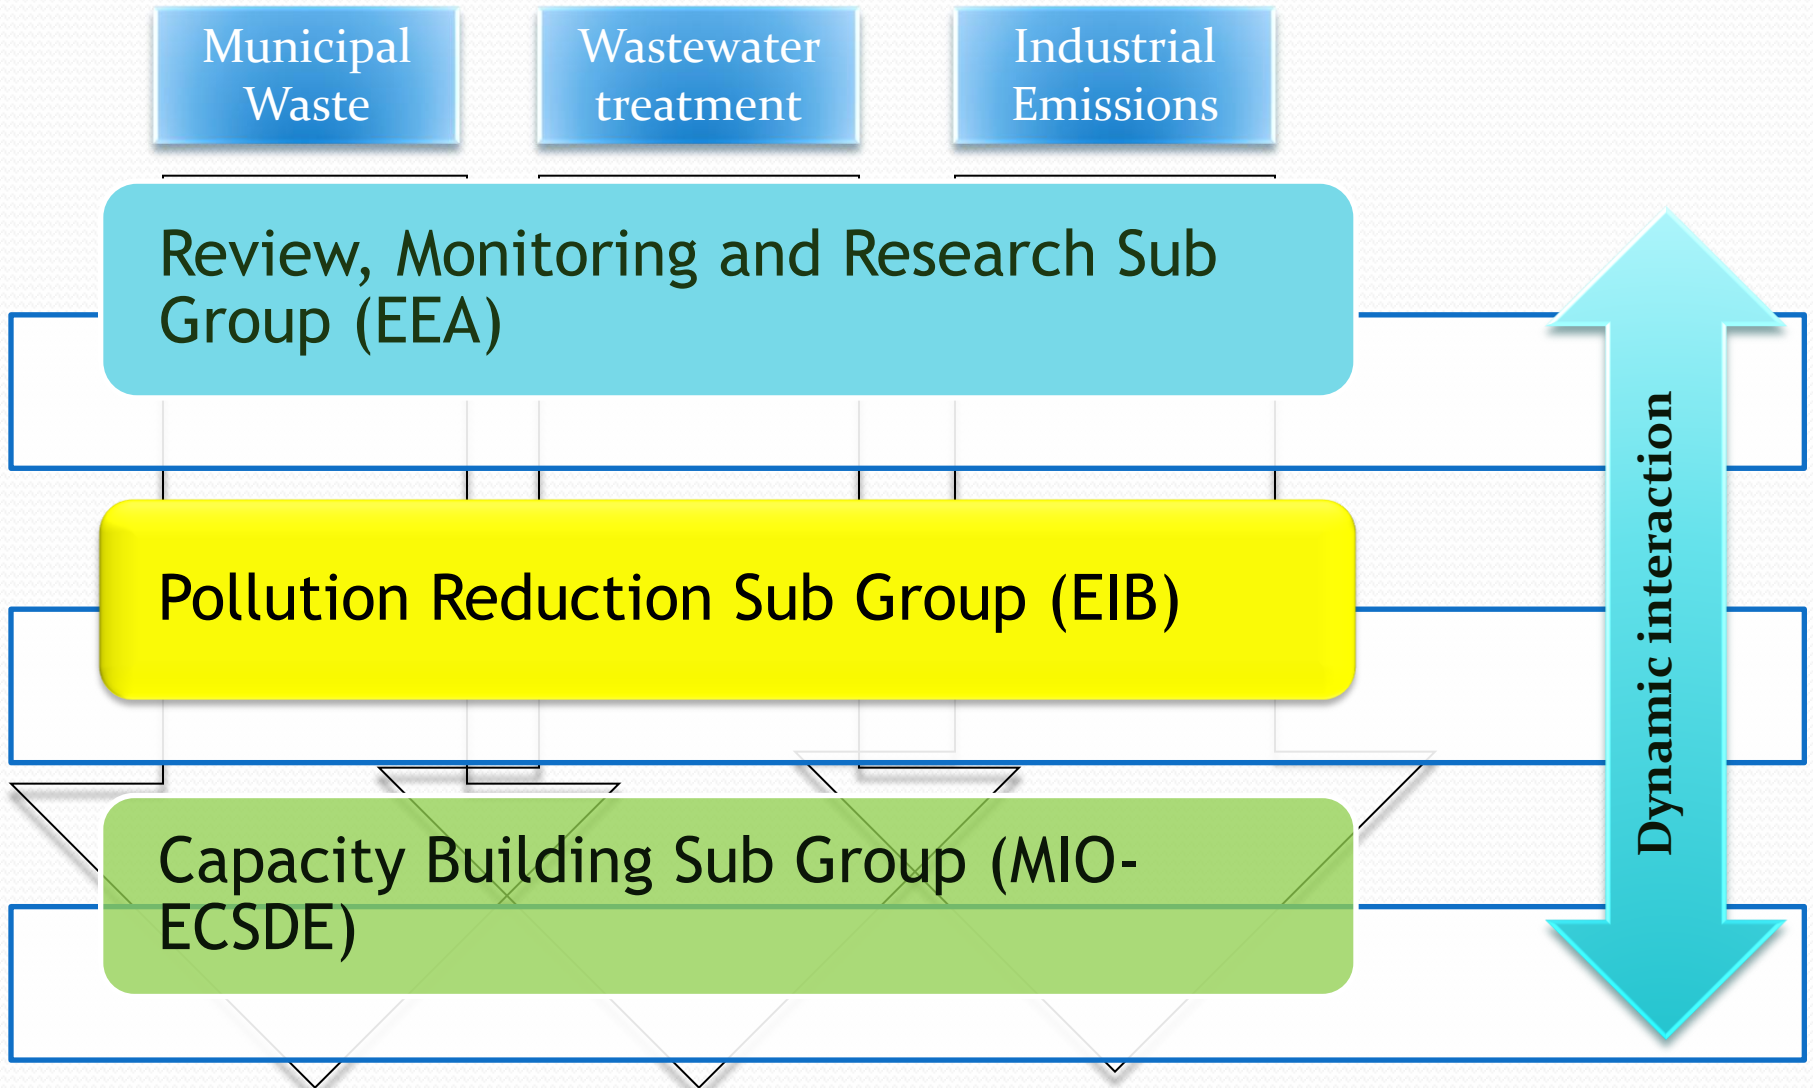 Municipal
Waste
Wastewater
treatment
Industrial
Emissions
Review, Monitoring and Research Sub
Group (EEA)
Pollution Reduction Sub Group (EIB)
Capacity Building Sub Group (MIO-
ECSDE)
Dynamic interaction